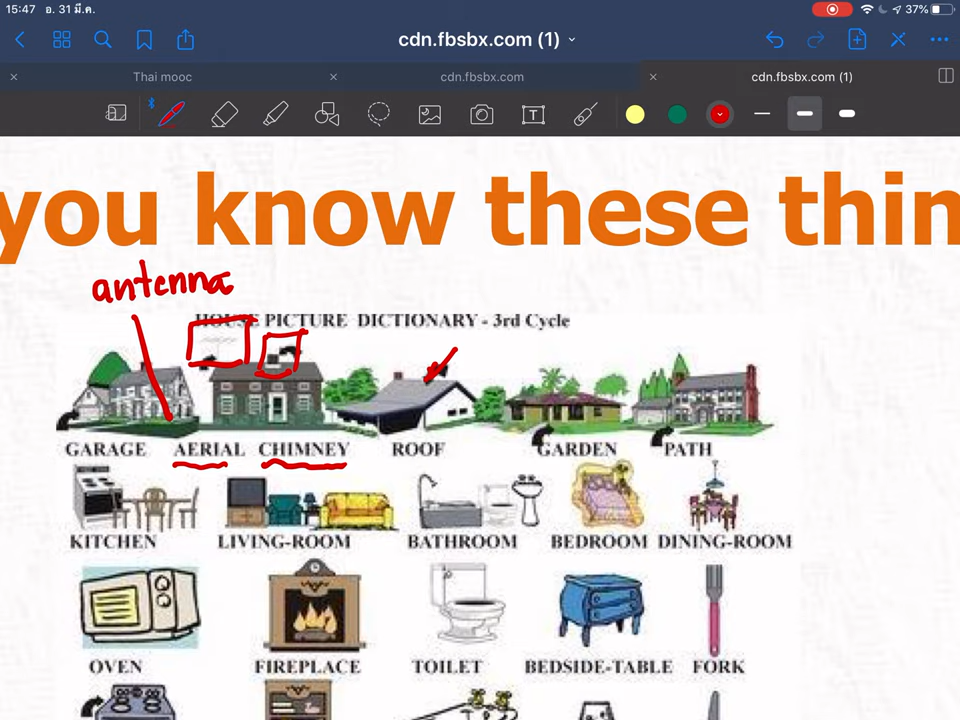 15:47 อ. 31 มี.ค. 37%
cdn.fbsbx.com (1)
Thai mooc cdn.fbsbx.com cdn.fbsbx.com (1)
you know these thin
antenna
HOUSE PICTURE DICTIONARY - 3rd Cycle
GARAGE AERIAL CHIMNEY ROOF GARDEN PATH
KITCHEN LIVING-ROOM BATHROOM BEDROOM DINING-ROOM
OVEN FIREPLACE TOILET BEDSIDE-TABLE FORK